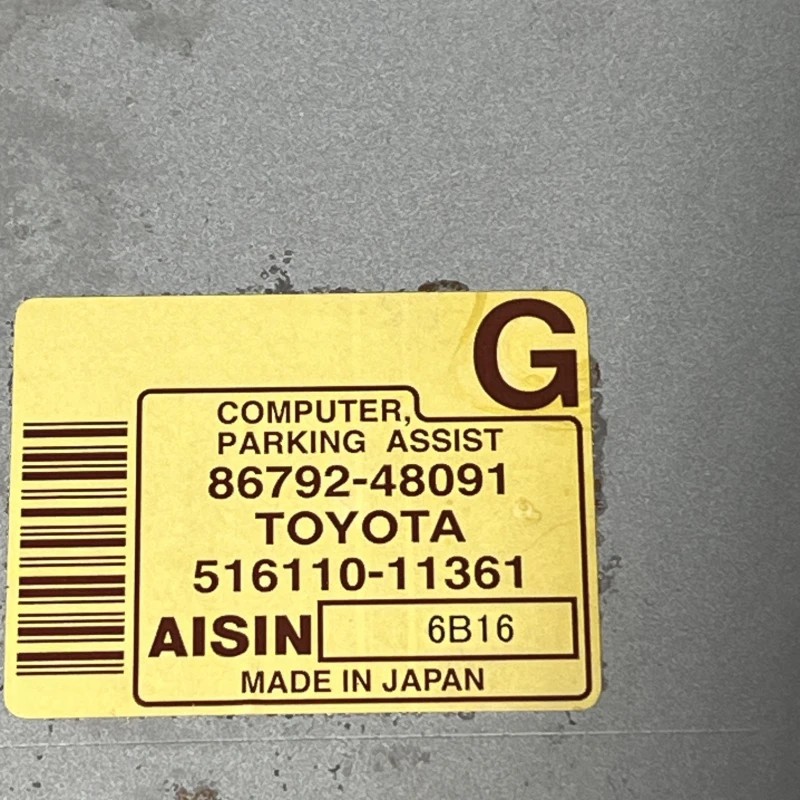 G
COMPUTER,
PARKING ASSIST
86792-48091
TOYOTA
516110-11361
AISIN 6B16
MADE IN JAPAN